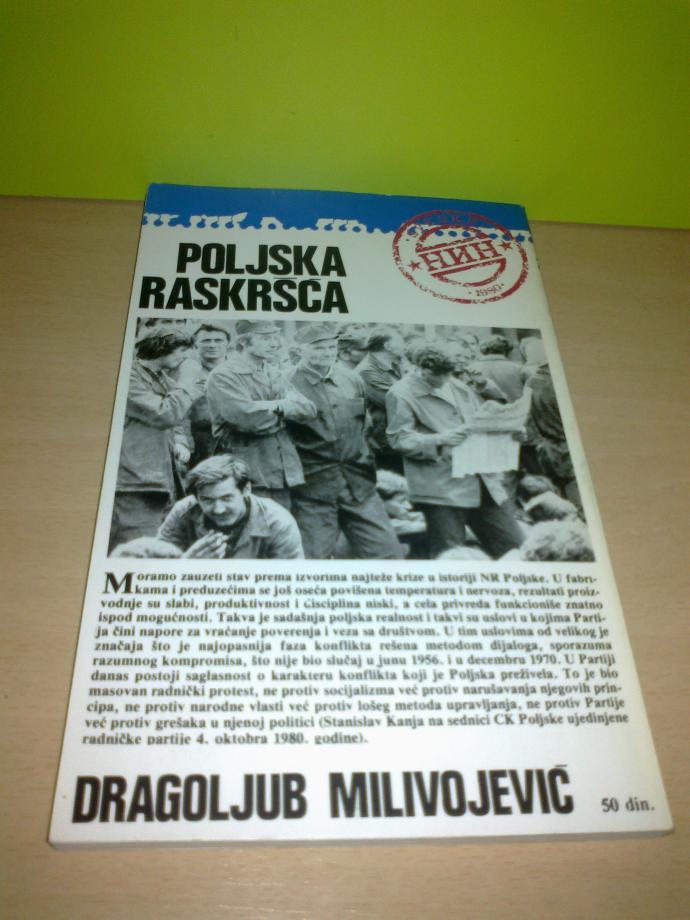 POLJSKA
RASKRŠĆA
НИН
1980
Moramo zauzeti stav prema izvorima najteže krize u istoriji NR Poljske. U fabri-
kama i preduzećima se još oseća povišena temperatura i nervoza, rezultati proiz-
vodnje su slabi, produktivnost i disciplina niski, a cela privreda funkcioniše znatno
ispod mogućnosti. Takva je sadašnja poljska realnost i takvi su uslovi u kojima Parti-
ja čini napore za vraćanje poverenja i veza sa društvom. U tim uslovima od velikog je
značaja što je najopasnija faza konflikta rešena metodom dijaloga, sporazuma
razumnog kompromisa, što nije bio slučaj u junu 1956. i u decembru 1970. U Partiji
danas postoji saglasnost o karakteru konflikta koji je Poljska preživela. To je bio
masovan radnički protest, ne protiv socijalizma već protiv narušavanja njegovih prin-
cipa, ne protiv narodne vlasti već protiv lošeg metoda upravljanja, ne protiv Partije
već protiv grešaka u njenoj politici (Stanislav Kanja na sednici CK Poljske ujedinjene
radničke partije 4. oktobra 1980. godine).
DRAGOLJUB MILIVOJEVIĆ
50 din.